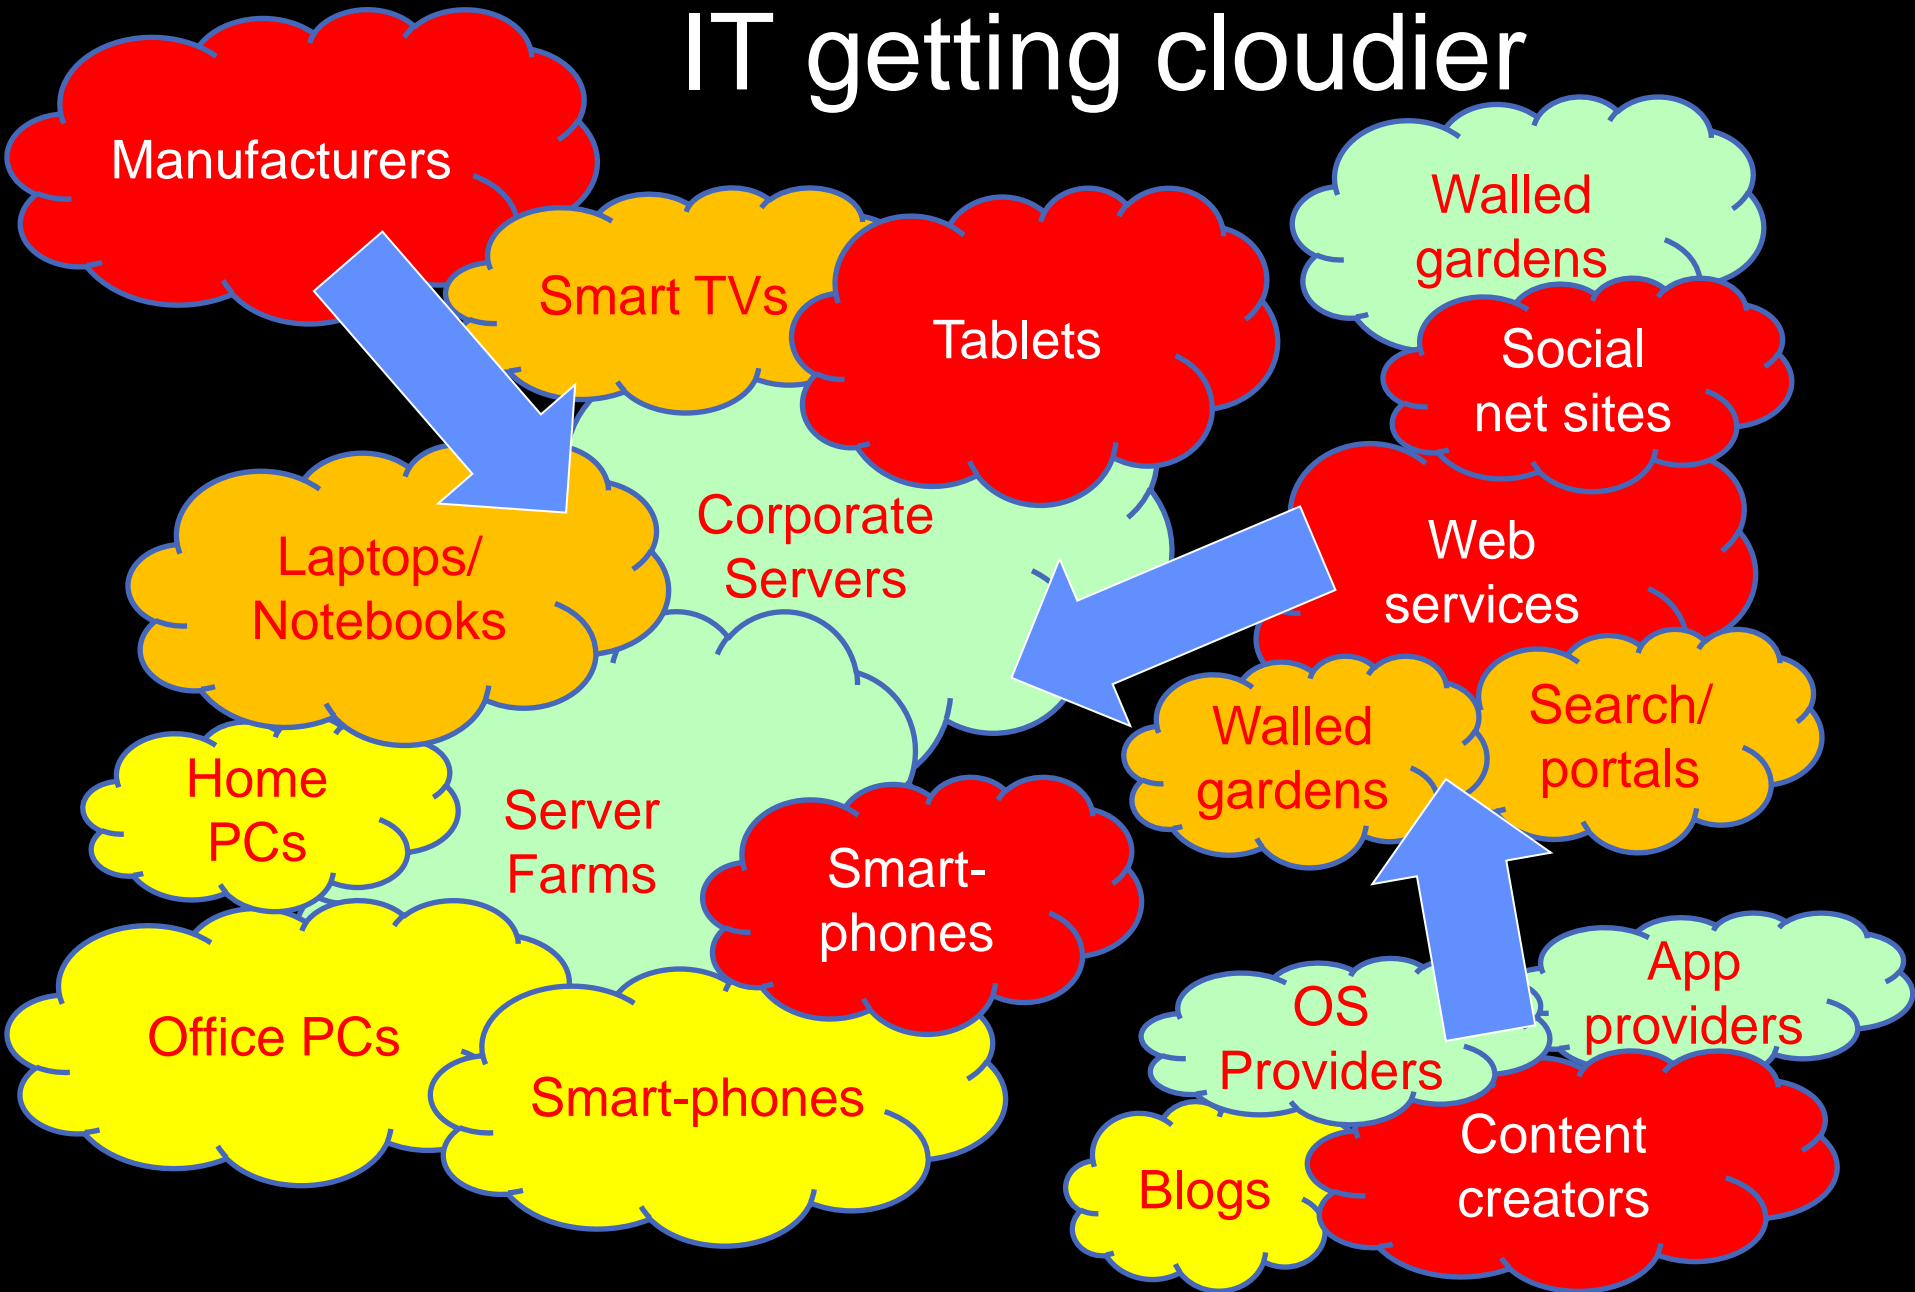 IT getting cloudier
Manufacturers
Walled
gardens
Smart TVs
Tablets
Social
net sites
Corporate
Servers
Web
services
Laptops/
Notebooks
Walled
gardens
Search/
portals
Home
PCs
Server
Farms
Smart-
phones
Office PCs
Smart-phones
OS
Providers
App
providers
Blogs
Content
creators